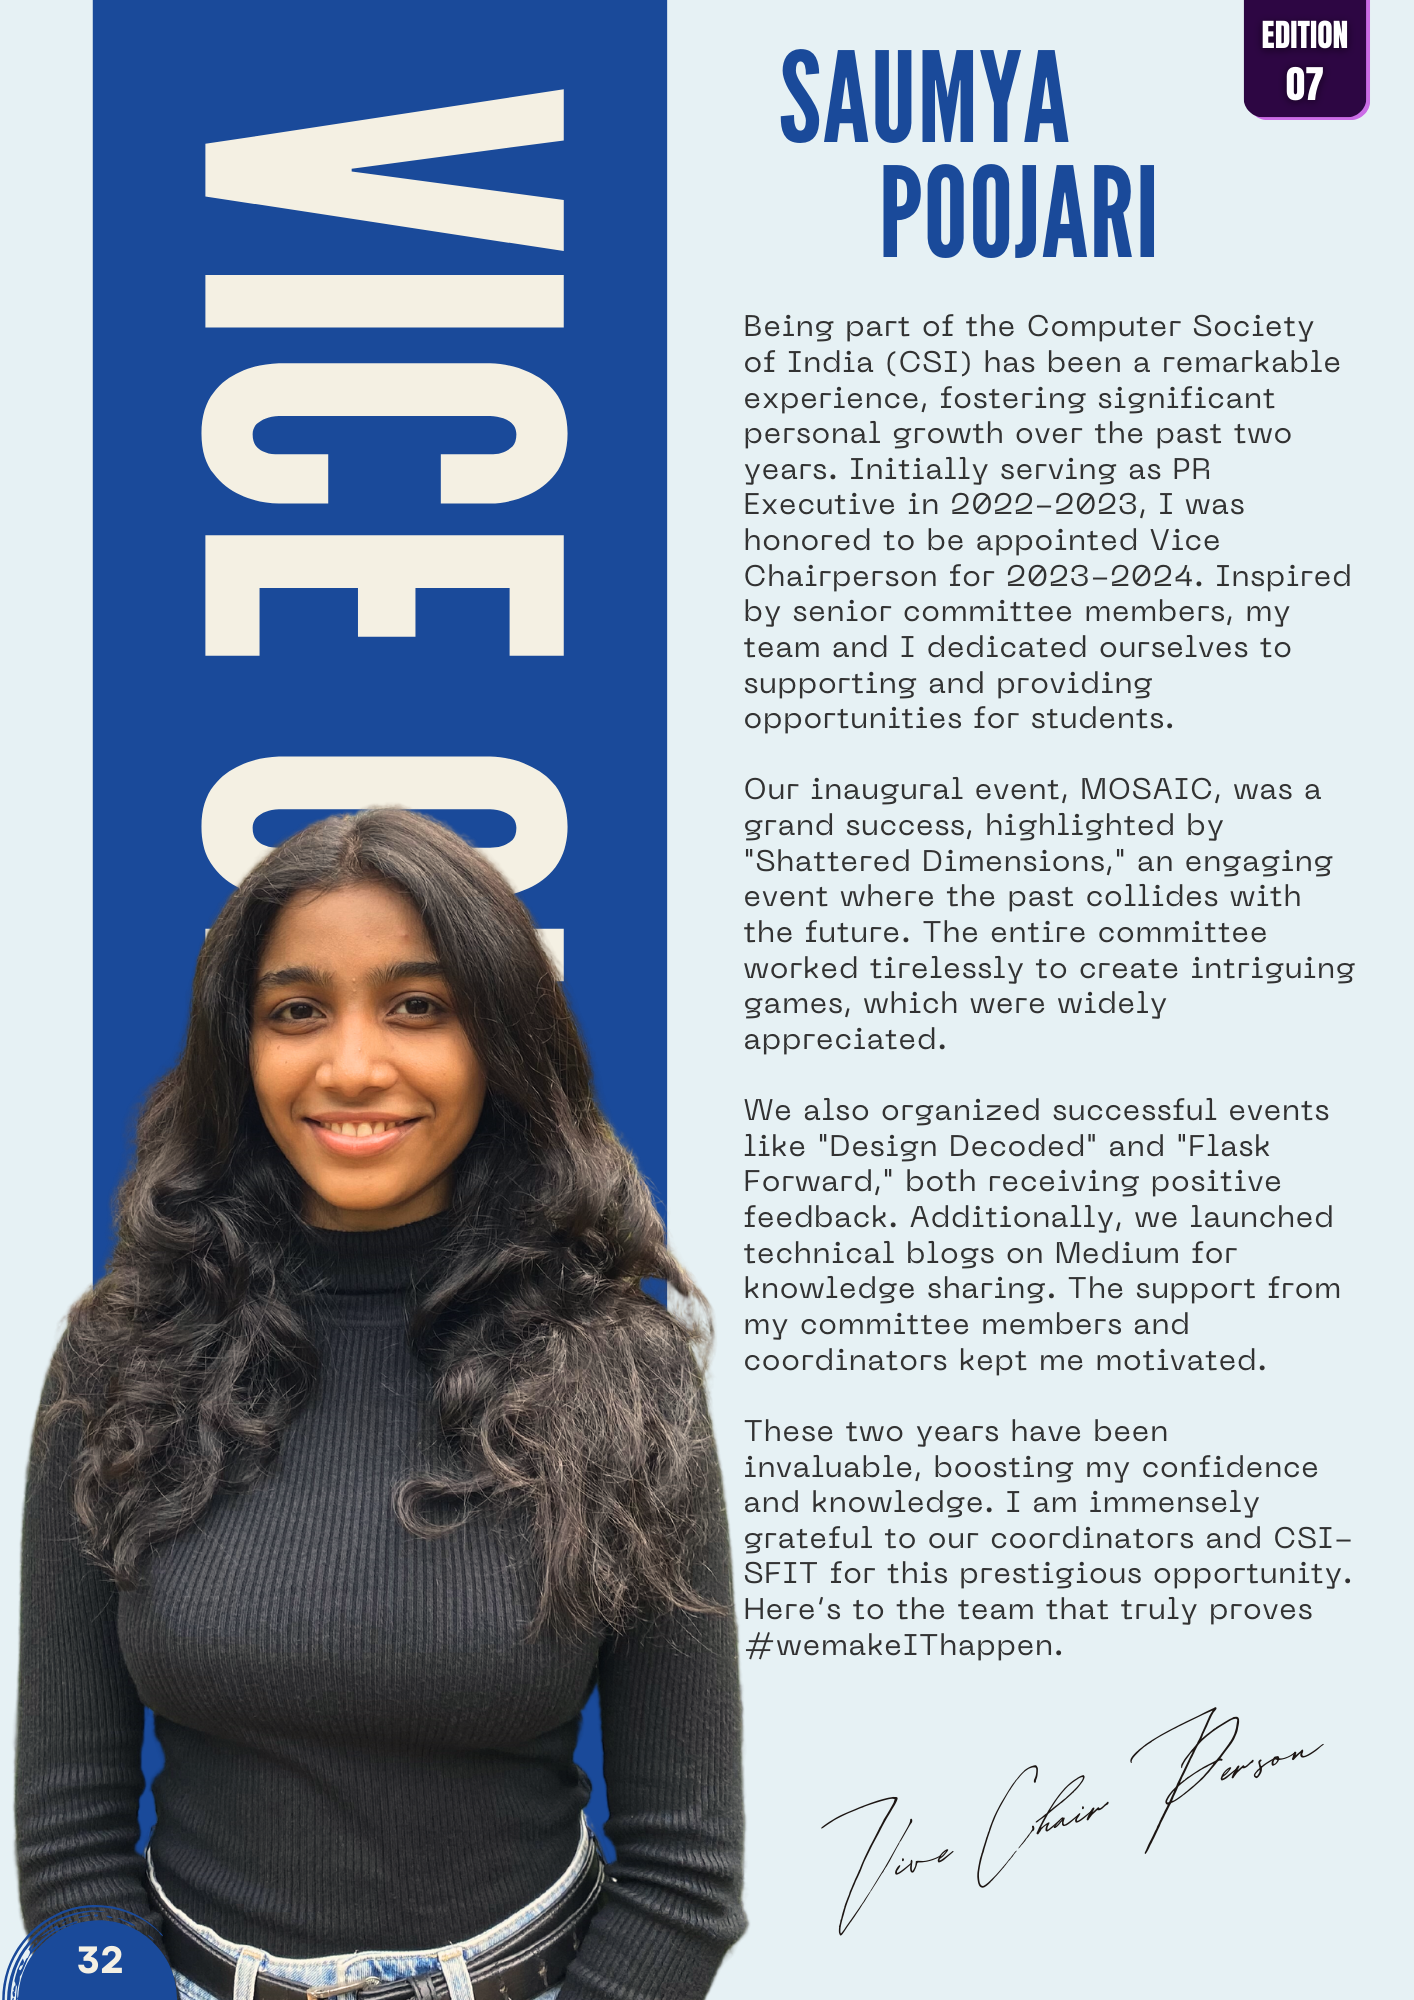 EDITION
07
SAUMYA
POOJARI
VICE
Being part of the Computer Society
of India (CSI) has been a remarkable
experience, fostering significant
personal growth over the past two
years. Initially serving as PR
Executive in 2022-2023, I was
honored to be appointed Vice
Chairperson for 2023-2024. Inspired
by senior committee members, my
team and I dedicated ourselves to
supporting and providing
opportunities for students.
Our inaugural event, MOSAIC, was a
grand success, highlighted by
"Shattered Dimensions," an engaging
event where the past collides with
the future. The entire committee
worked tirelessly to create intriguing
games, which were widely
appreciated.
We also organized successful events
like "Design Decoded" and "Flask
Forward," both receiving positive
feedback. Additionally, we launched
technical blogs on Medium for
knowledge sharing. The support from
my committee members and
coordinators kept me motivated.
These two years have been
invaluable, boosting my confidence
and knowledge. I am immensely
grateful to our coordinators and CSI-
SFIT for this prestigious opportunity.
Here's to the team that truly proves
#wemakeIThappen.
Vive Chair Person
32